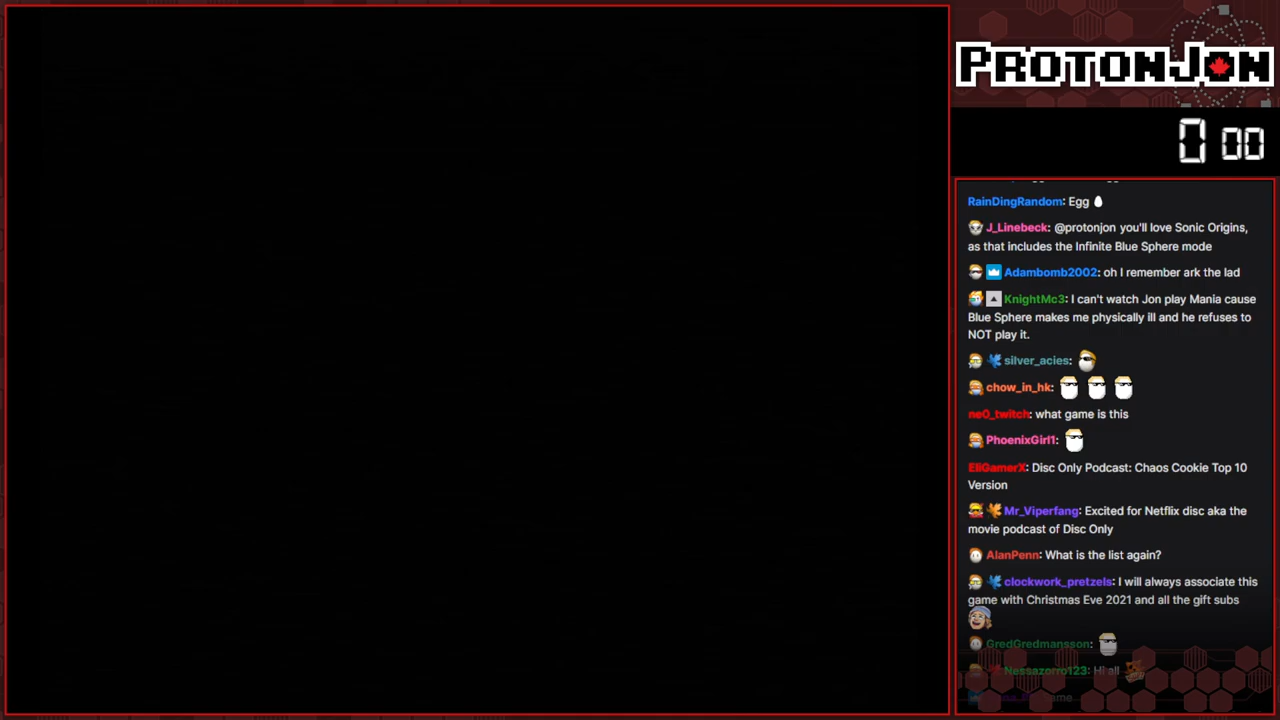 PROTONJON
0 00
RainDingRandom: Egg
J_Linebeck: @protonjon you'll love Sonic Origins,
as that includes the Infinite Blue Sphere mode
Adambomb2002: oh I remember ark the lad
KnightMc3: I can't watch Jon play Mania cause
Blue Sphere makes me physically ill and he refuses to
NOT play it.
silver_acies:
chow_in_hk:
ne0_twitch: what game is this
PhoenixGirl1:
EliGamerX: Disc Only Podcast: Chaos Cookie Top 10
Version
Mr_Viperfang: Excited for Netflix disc aka the
movie podcast of Disc Only
AlanPenn: What is the list again?
clockwork_pretzels: I will always associate this
game with Christmas Eve 2021 and all the gift subs
GredGredmansson:
Nessazorro123: Hi all